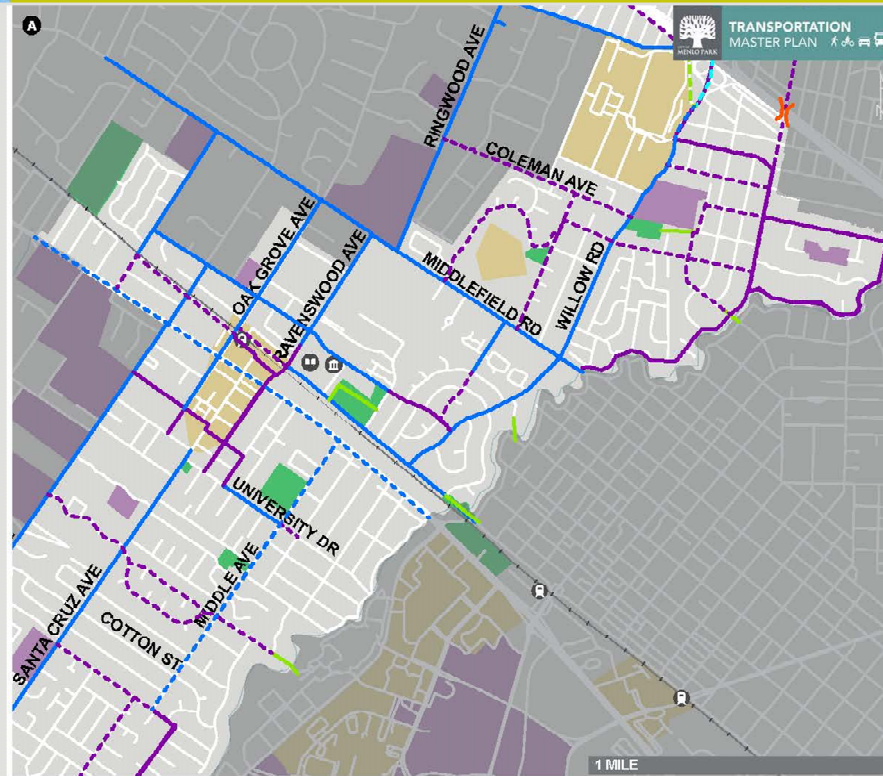 A
TRANSPORTATION
MASTER PLAN
MENLO PARK
RINGWOOD AVE
COLEMAN AVE
OAK GROVE AVE
RAVENSWOOD AVE
MIDDLEFIELD RD
WILLOW RD
UNIVERSITY DR
MIDDLE AVE
SANTA CRUZ AVE
COTTON ST
1 MILE